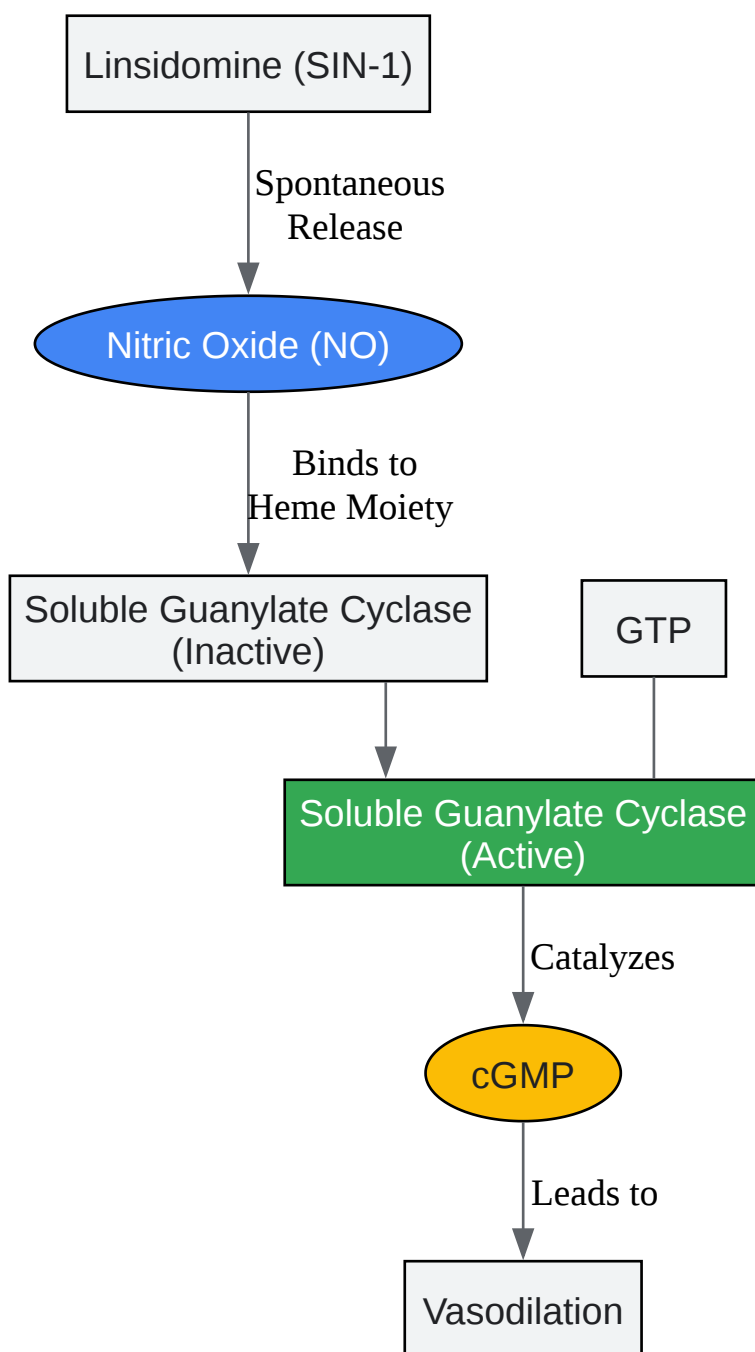 Linsidomine (SIN-1)
Spontaneous
Release
Nitric Oxide (NO)
Binds to
Heme Moiety
Soluble Guanylate Cyclase
(Inactive)
GTP
Soluble Guanylate Cyclase
(Active)
Catalyzes
cGMP
Leads to
Vasodilation